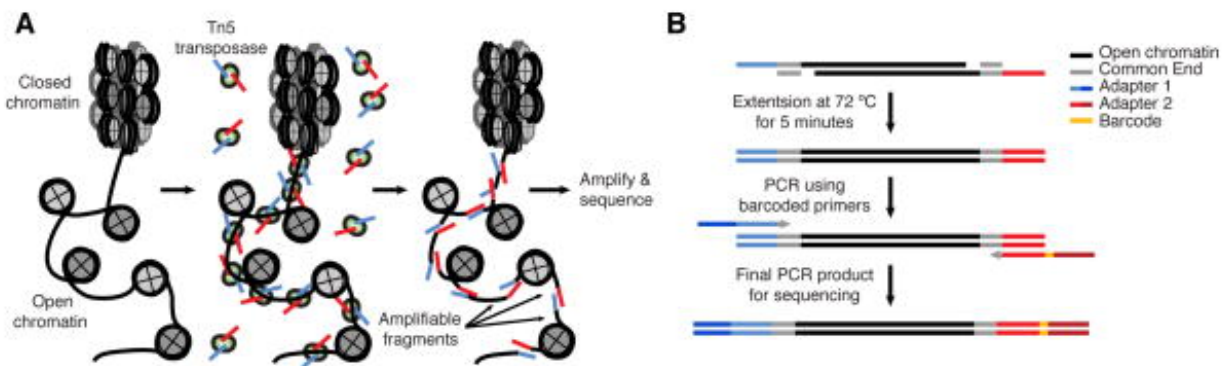 A
Tn5
transposase
Closed
chromatin
Open
chromatin
Amplifiable
fragments
Amplify &
sequence
B
Open chromatin
Common End
Adapter 1
Adapter 2
Barcode
Extentsion at 72 ºC
for 5 minutes
PCR using
barcoded primers
Final PCR product
for sequencing